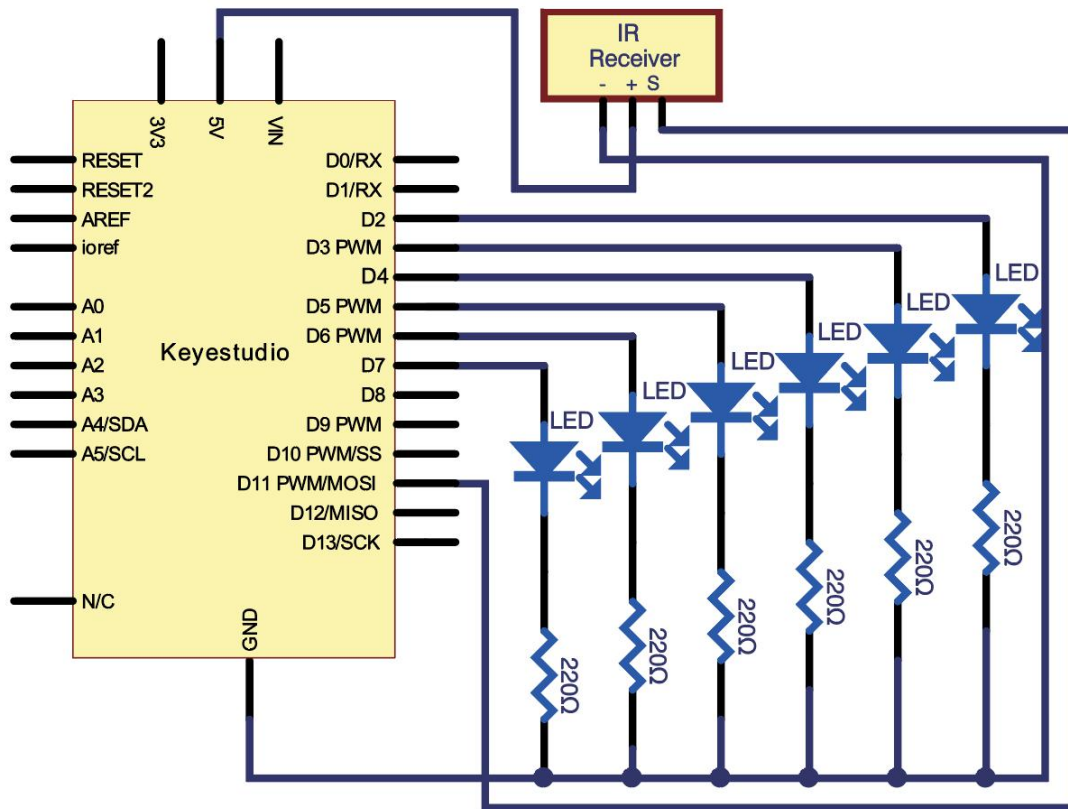 IR
Receiver
- + S
3V3
5V
VIN
RESET
RESET2
AREF
ioref
A0
A1
A2
A3
A4/SDA
A5/SCL
N/C
Keyestudio
D0/RX
D1/RX
D2
D3 PWM
D4
D5 PWM
D6 PWM
D7
D8
D9 PWM
D10 PWM/SS
D11 PWM/MOSI
D12/MISO
D13/SCK
GND
LED
LED
LED
LED
LED
LED
220Ω
220Ω
220Ω
220Ω
220Ω
220Ω